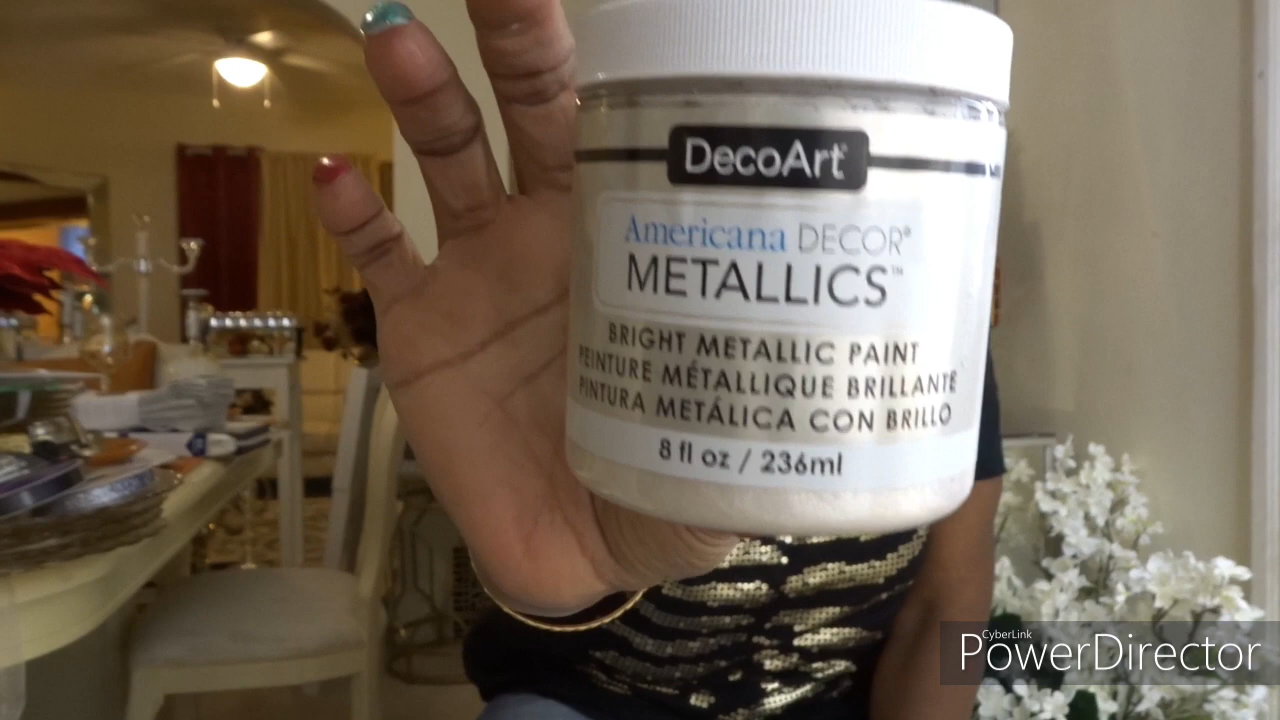 DecoArt
Americana DECOR®
METALLICS™
BRIGHT METALLIC PAINT
PEINTURE MÉTALLIQUE BRILLANTE
PINTURA METÁLICA CON BRILLO
8 fl oz / 236ml
CyberLink
PowerDirector